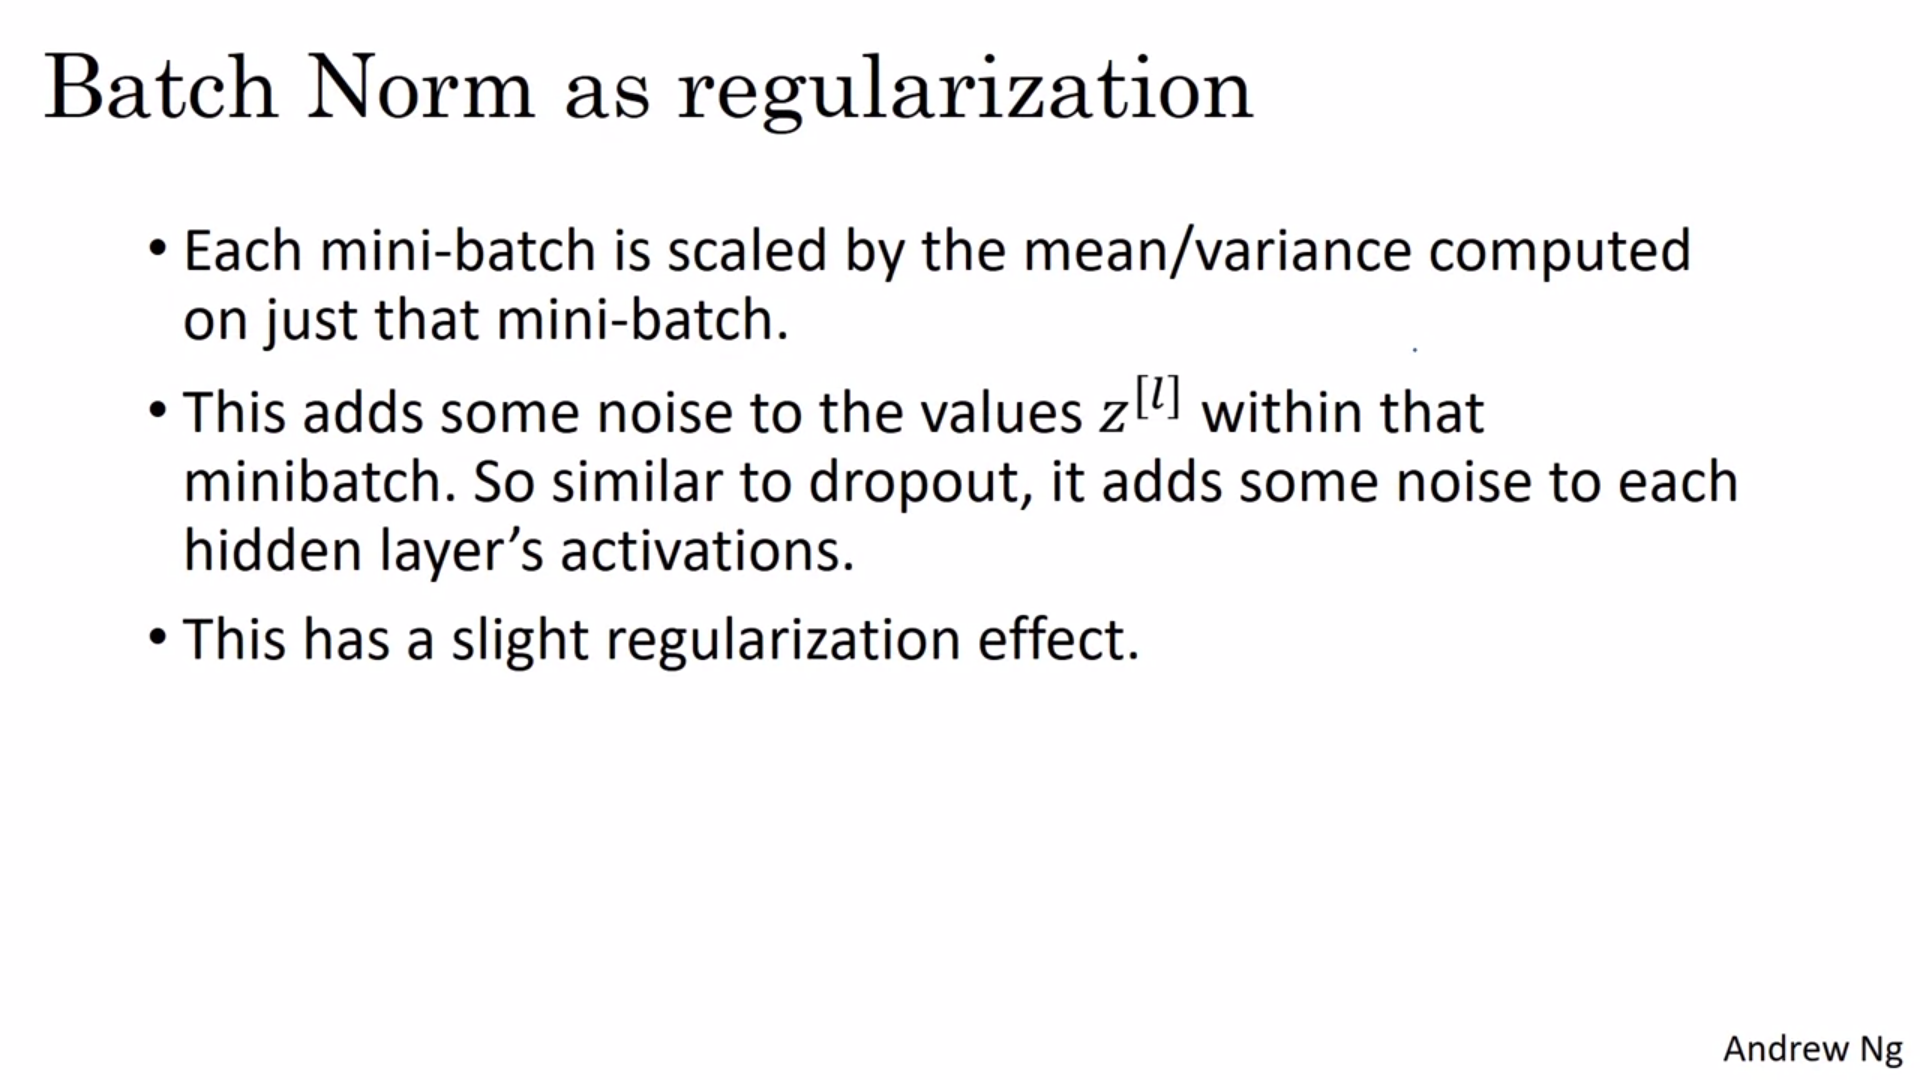 Batch Norm as regularization
• Each mini-batch is scaled by the mean/variance computed
on just that mini-batch.
• This adds some noise to the values z^[l] within that
minibatch. So similar to dropout, it adds some noise to each
hidden layer’s activations.
• This has a slight regularization effect.
Andrew Ng